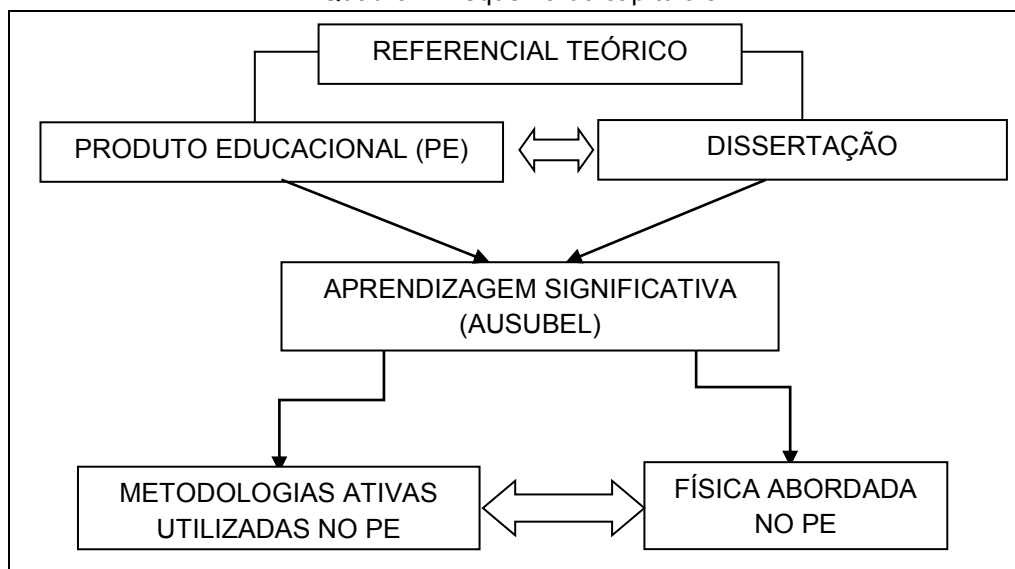 REFERENCIAL TEÓRICO
PRODUTO EDUCACIONAL (PE)
DISSERTAÇÃO
APRENDIZAGEM SIGNIFICATIVA
(AUSUBEL)
METODOLOGIAS ATIVAS
UTILIZADAS NO PE
FÍSICA ABORDADA
NO PE